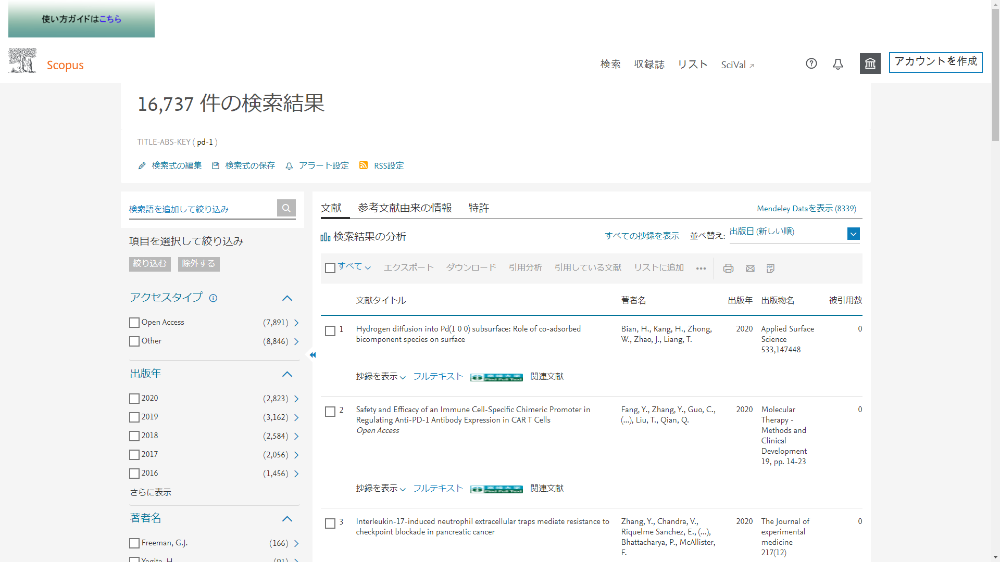 使い方ガイドはこちら
Scopus
検索 収録誌 リスト SciVal
アカウントを作成
16,737 件の検索結果
TITLE-ABS-KEY ( pd-1 )
検索式の編集 検索式の保存 アラート設定 RSS設定
検索語を追加して絞り込み
項目を選択して絞り込み
絞り込む 除外する
アクセスタイプ
Open Access (7,891)
Other (8,846)
出版年
2020 (2,823)
2019 (3,162)
2018 (2,584)
2017 (2,056)
2016 (1,456)
さらに表示
著者名
Freeman, G.J. (166)
Yagita, H. (91)
文献 参考文献由来の情報 特許 Mendeley Dataを表示 (8339)
検索結果の分析 すべての抄録を表示 並べ替え: 出版日 (新しい順)
すべて エクスポート ダウンロード 引用分析 引用している文献 リストに追加
文献タイトル 著者名 出版年 出版物名 被引用数
1 Hydrogen diffusion into Pd(1 0 0) subsurface: Role of co-adsorbed Bian, H., Kang, H., Zhong, 2020 Applied Surface 0
bicomponent species on surface W., Zhao, J., Liang, T. Science
533,147448
抄録を表示 フルテキスト 宮崎大学 Find Full Text 関連文献
2 Safety and Efficacy of an Immune Cell-Specific Chimeric Promoter in Fang, Y., Zhang, Y., Guo, C., 2020 Molecular 0
Regulating Anti-PD-1 Antibody Expression in CAR T Cells (...), Liu, T., Qian, Q. Therapy -
Open Access Methods and
Clinical
Development
19, pp. 14-23
抄録を表示 フルテキスト 宮崎大学 Find Full Text 関連文献
3 Interleukin-17-induced neutrophil extracellular traps mediate resistance to Zhang, Y., Chandra, V., 2020 The Journal of 0
checkpoint blockade in pancreatic cancer Riquelme Sanchez, E., (...), experimental
Bhattacharya, P., McAllister, medicine
F. 217(12)